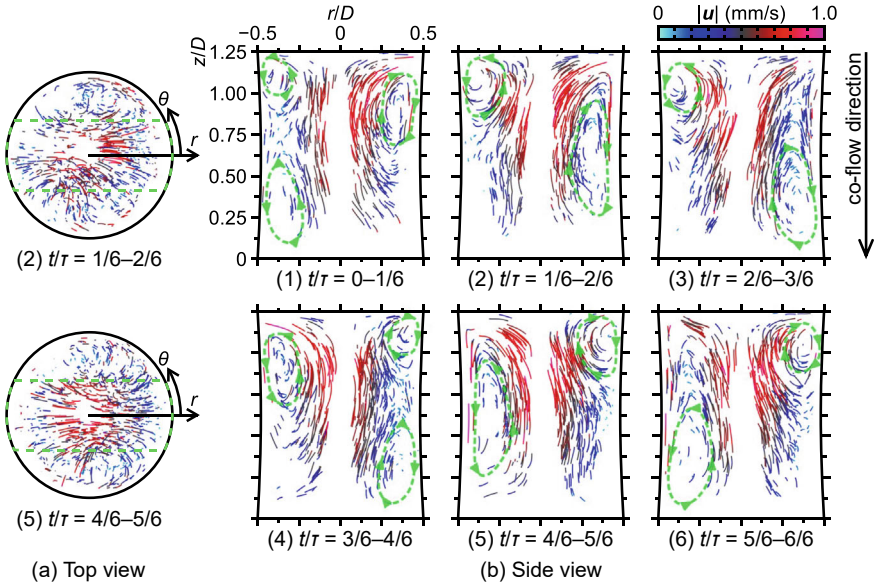 r/D
−0.5 0 0.5
0 |u| (mm/s) 1.0
z/D
1.25
1.00
0.75
0.50
0.25
0
θ
r
co-flow direction
(2) t/τ = 1/6–2/6
(1) t/τ = 0–1/6
(2) t/τ = 1/6–2/6
(3) t/τ = 2/6–3/6
θ
r
(5) t/τ = 4/6–5/6
(4) t/τ = 3/6–4/6
(5) t/τ = 4/6–5/6
(6) t/τ = 5/6–6/6
(a) Top view
(b) Side view